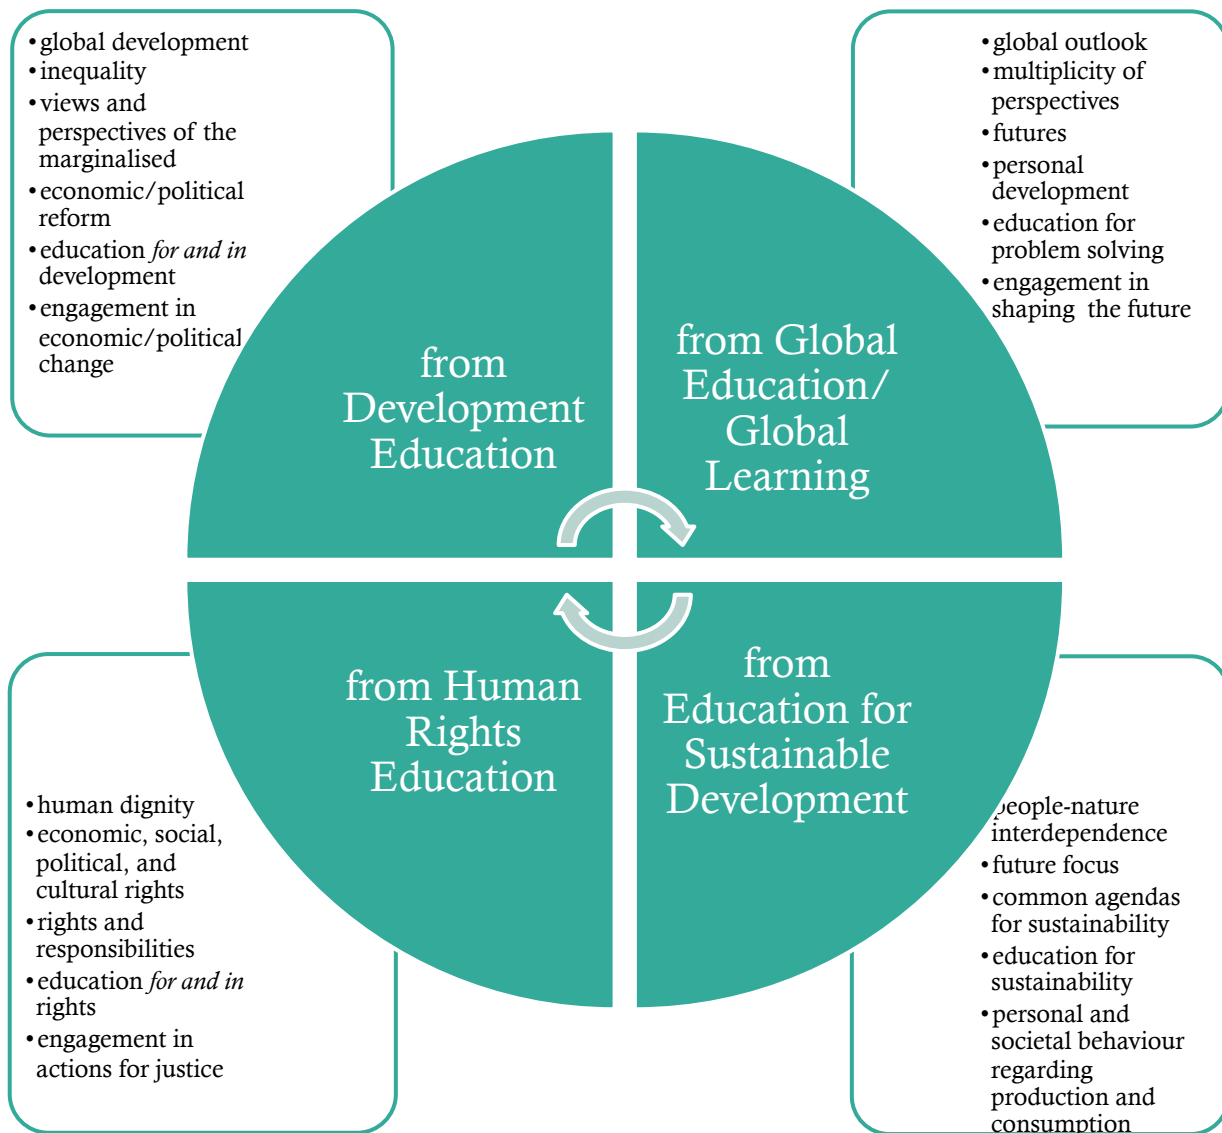 •global development
•inequality
•views and
perspectives of the
marginalised
•economic/political
reform
•education for and in
development
•engagement in
economic/political
change
•global outlook
•multiplicity of
perspectives
•futures
•personal
development
•education for
problem solving
•engagement in
shaping the future
from
Development
Education
from Global
Education/
Global
Learning
from Human
Rights
Education
from
Education for
Sustainable
Development
•human dignity
•economic, social,
political, and
cultural rights
•rights and
responsibilities
•education for and in
rights
•engagement in
actions for justice
people-nature
interdependence
•future focus
•common agendas
for sustainability
•education for
sustainability
•personal and
societal behaviour
regarding
production and
consumption